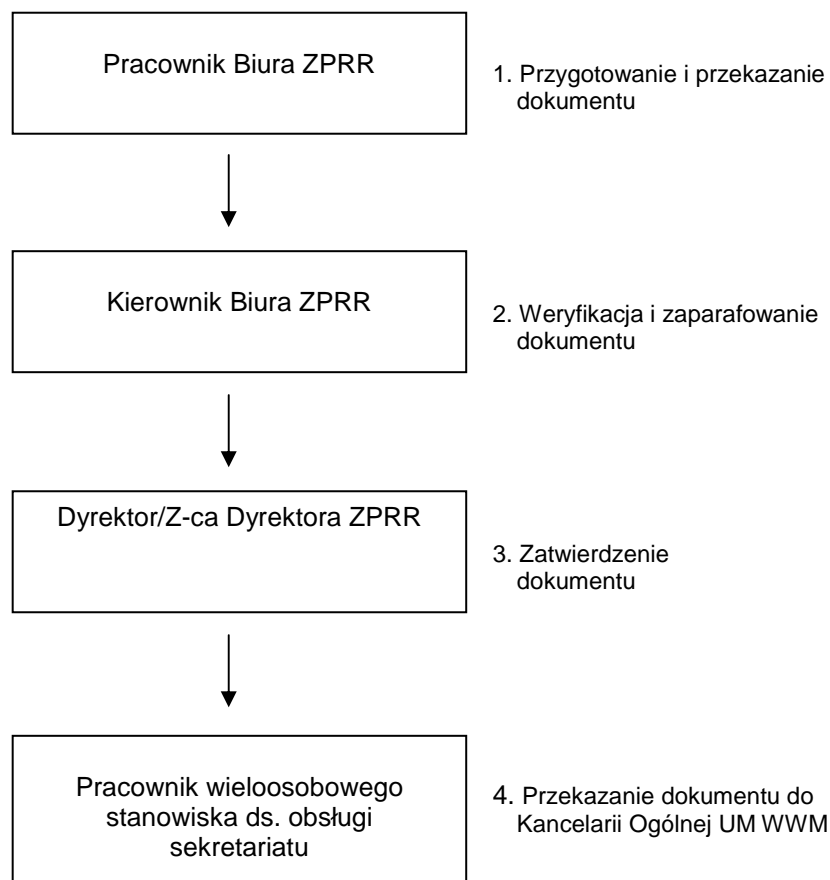 Pracownik Biura ZPRR
1. Przygotowanie i przekazanie
dokumentu
Kierownik Biura ZPRR
2. Weryfikacja i zaparafowanie
dokumentu
Dyrektor/Z-ca Dyrektora ZPRR
3. Zatwierdzenie
dokumentu
Pracownik wieloosobowego
stanowiska ds. obsługi
sekretariatu
4. Przekazanie dokumentu do
Kancelarii Ogólnej UM WWM